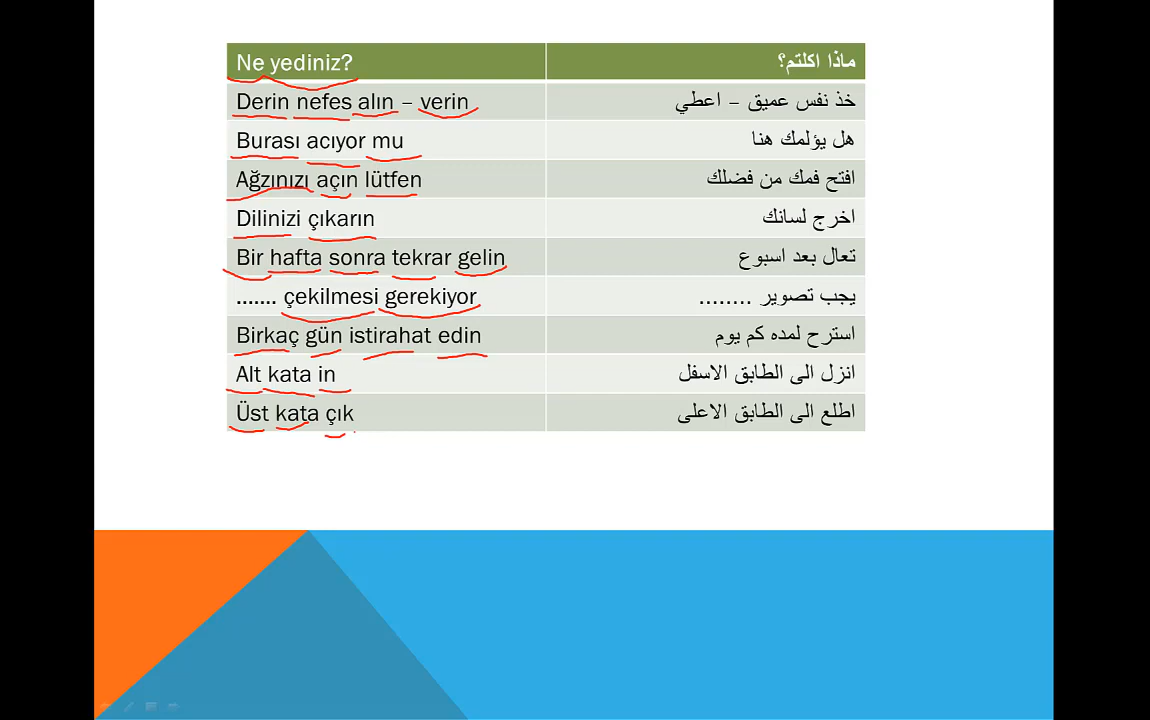 Ne yediniz? ماذا اكلتم؟
Derin nefes alın – verin خذ نفس عميق – اعطي
Burası acıyor mu هل يؤلمك هنا
Ağzınızı açın lütfen افتح فمك من فضلك
Dilinizi çıkarın اخرج لسانك
Bir hafta sonra tekrar gelin تعال بعد اسبوع
....... çekilmesi gerekiyor يجب تصوير ........
Birkaç gün istirahat edin استرح لمده كم يوم
Alt kata in انزل الى الطابق الاسفل
Üst kata çık اطلع الى الطابق الاعلى